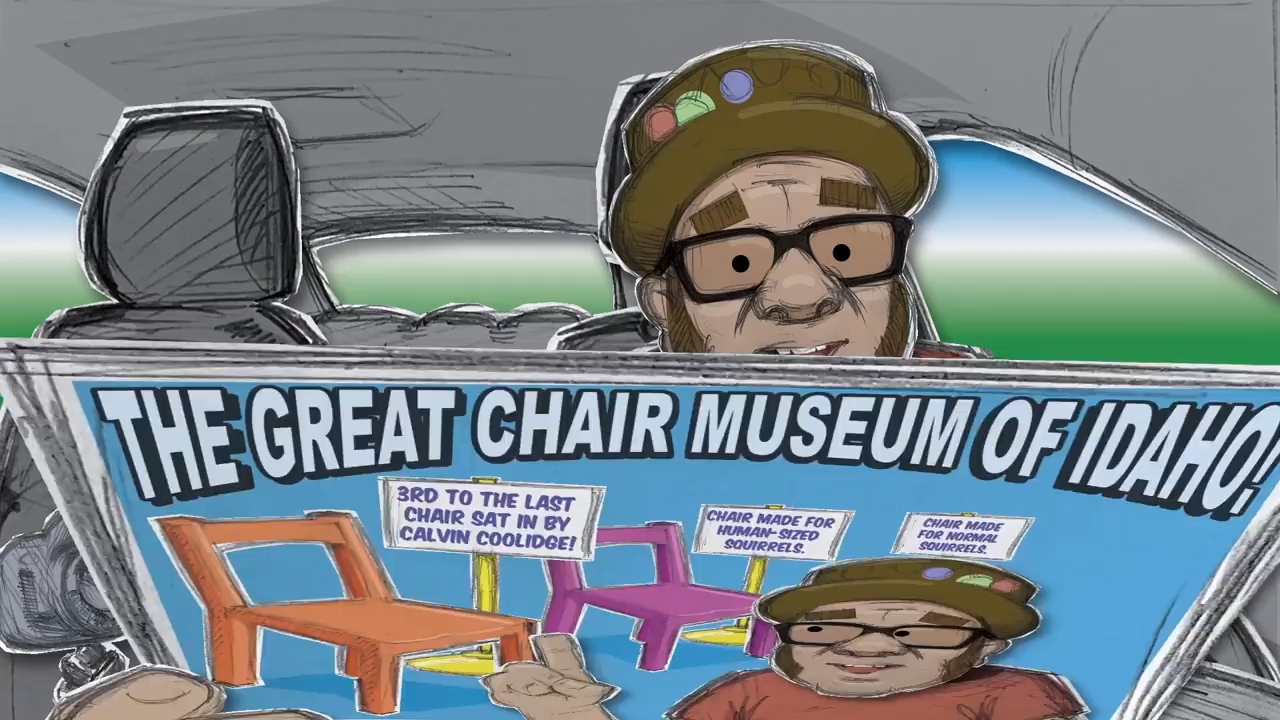 THE GREAT CHAIR MUSEUM OF IDAHO!
3RD TO THE LAST
CHAIR SAT IN BY
CALVIN COOLIDGE!
CHAIR MADE FOR
HUMAN-SIZED
SQUIRRELS.
CHAIR MADE
FOR NORMAL
SQUIRRELS.